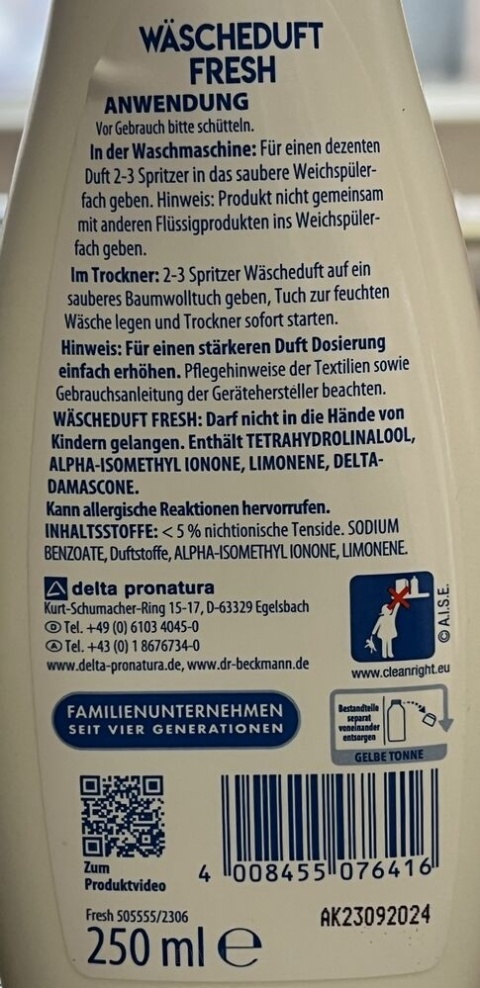 WÄSCHEDUFT
FRESH
ANWENDUNG
Vor Gebrauch bitte schütteln.
In der Waschmaschine: Für einen dezenten
Duft 2-3 Spritzer in das saubere Weichspüler-
fach geben. Hinweis: Produkt nicht gemeinsam
mit anderen Flüssigprodukten ins Weichspüler-
fach geben.
Im Trockner: 2-3 Spritzer Wäscheduft auf ein
sauberes Baumwolltuch geben, Tuch zur feuchten
Wäsche legen und Trockner sofort starten.
Hinweis: Für einen stärkeren Duft Dosierung
einfach erhöhen. Pflegehinweise der Textilien sowie
Gebrauchsanleitung der Gerätehersteller beachten.
WÄSCHEDUFT FRESH: Darf nicht in die Hände von
Kindern gelangen. Enthält TETRAHYDROLINALOOL,
ALPHA-ISOMETHYL IONONE, LIMONENE, DELTA-
DAMASCONE.
Kann allergische Reaktionen hervorrufen.
INHALTSSTOFFE: < 5 % nichtionische Tenside. SODIUM
BENZOATE, Duftstoffe, ALPHA-ISOMETHYL IONONE, LIMONENE.
delta pronatura
Kurt-Schumacher-Ring 15-17, D-63329 Egelsbach
D Tel. +49 (0) 6103 4045-0
A Tel. +43 (0) 1 8676734-0
www.delta-pronatura.de, www.dr-beckmann.de
© A.I.S.E.
www.cleanright.eu
FAMILIENUNTERNEHMEN
SEIT VIER GENERATIONEN
Bestandteile
separat
voneinander
entsorgen
GELBE TONNE
Zum
Produktvideo
4 008455 076416
Fresh 505555/2306
AK23092024
250 ml ℮